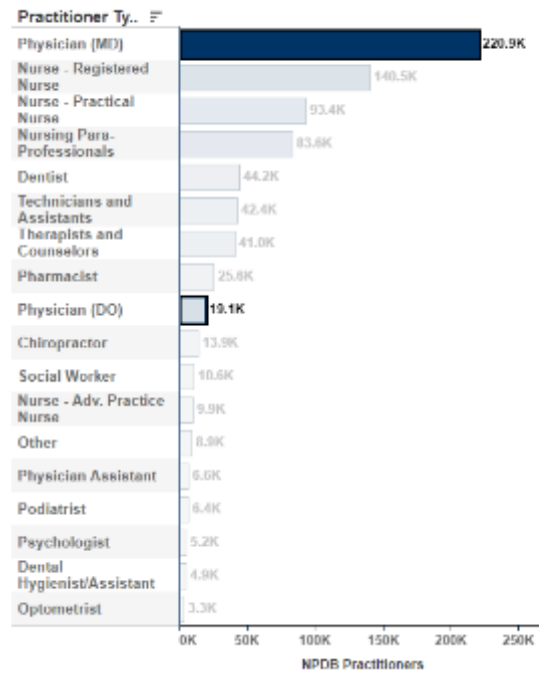 Practitioner Ty..
Physician (MD)
220.9K
Nurse - Registered
Nurse
140.5K
Nurse - Practical
Nurse
93.4K
Nursing Para-
Professionals
83.6K
Dentist
44.2K
Technicians and
Assistants
42.4K
Therapists and
Counselors
41.0K
Pharmacist
25.6K
Physician (DO)
19.1K
Chiropractor
13.9K
Social Worker
10.6K
Nurse - Adv. Practice
Nurse
9.9K
Other
8.9K
Physician Assistant
6.6K
Podiatrist
6.4K
Psychologist
5.2K
Dental
Hygienist/Assistant
4.9K
Optometrist
3.3K
0K 50K 100K 150K 200K 250K
NPDB Practitioners